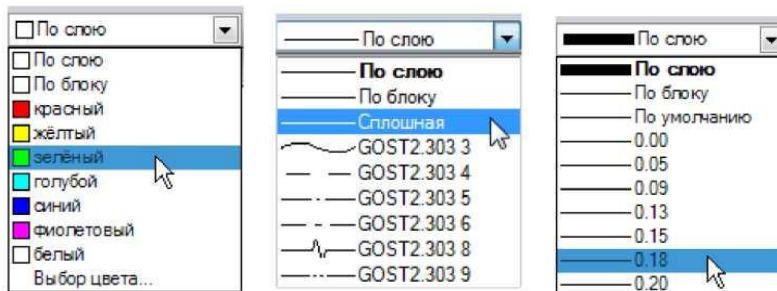 По слою
По слою
По блоку
красный
жёлтый
зелёный
голубой
синий
фиолетовый
белый
Выбор цвета...
По слою
По слою
По блоку
Сплошная
GOST2.303 3
GOST2.303 4
GOST2.303 5
GOST2.303 6
GOST2.303 8
GOST2.303 9
По слою
По слою
По блоку
По умолчанию
0.00
0.05
0.09
0.13
0.15
0.18
0.20